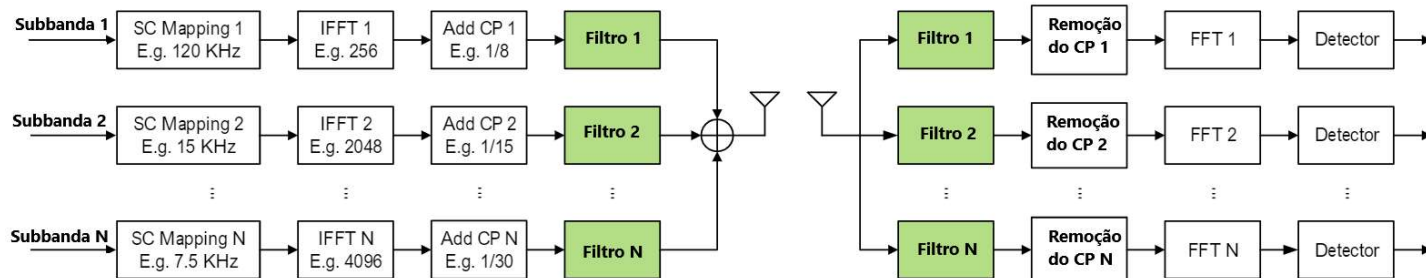 Subbanda 1
SC Mapping 1
E.g. 120 KHz
IFFT 1
E.g. 256
Add CP 1
E.g. 1/8
Filtro 1
Filtro 1
Remoção
do CP 1
FFT 1
Detector
Subbanda 2
SC Mapping 2
E.g. 15 KHz
IFFT 2
E.g. 2048
Add CP 2
E.g. 1/15
Filtro 2
Filtro 2
Remoção
do CP 2
FFT 2
Detector
Subbanda N
SC Mapping N
E.g. 7.5 KHz
IFFT N
E.g. 4096
Add CP N
E.g. 1/30
Filtro N
Filtro N
Remoção
do CP N
FFT N
Detector